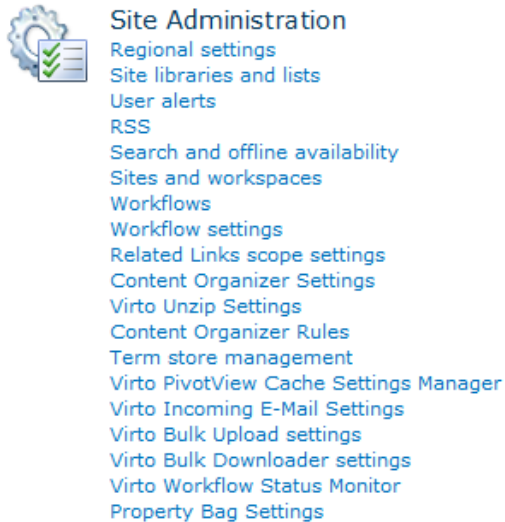 Site Administration
Regional settings
Site libraries and lists
User alerts
RSS
Search and offline availability
Sites and workspaces
Workflows
Workflow settings
Related Links scope settings
Content Organizer Settings
Virto Unzip Settings
Content Organizer Rules
Term store management
Virto PivotView Cache Settings Manager
Virto Incoming E-Mail Settings
Virto Bulk Upload settings
Virto Bulk Downloader settings
Virto Workflow Status Monitor
Property Bag Settings